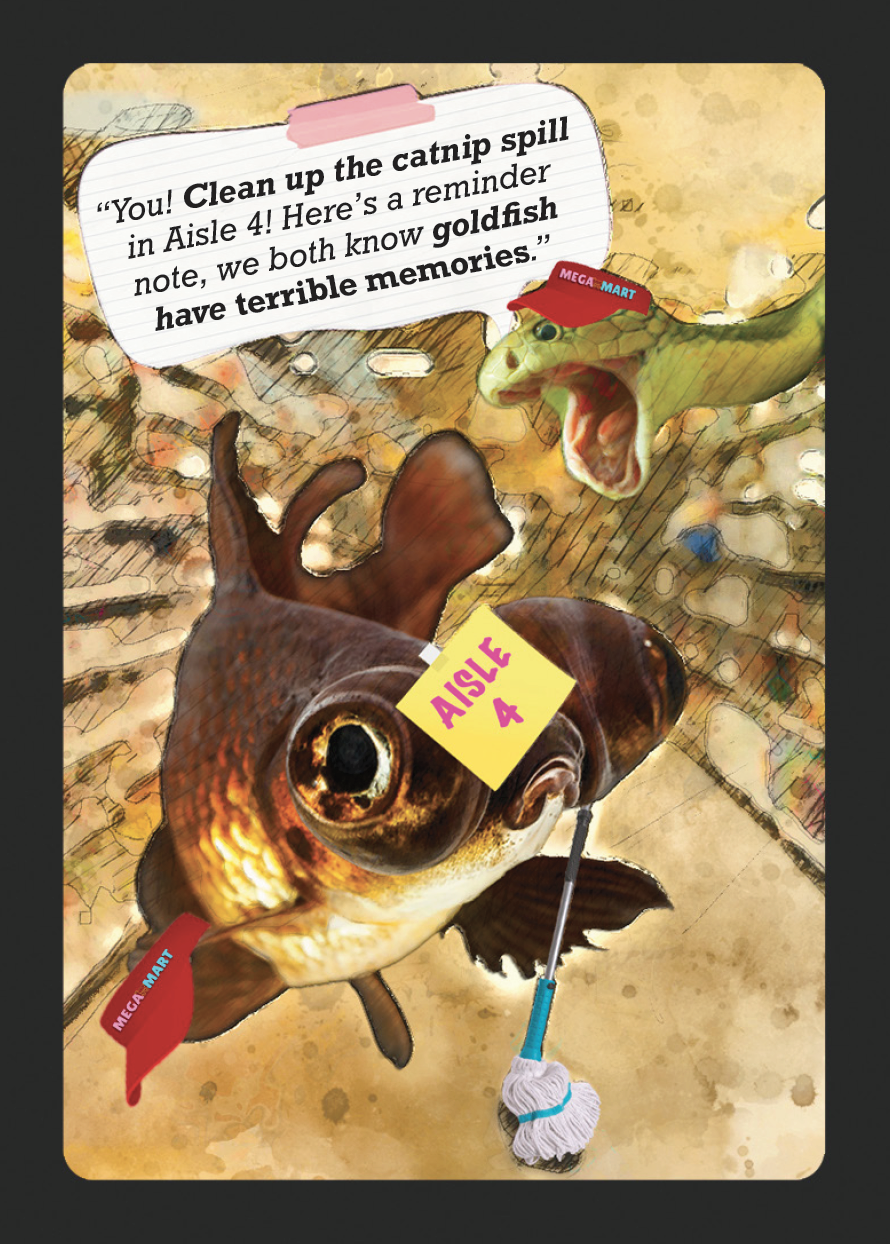 “You! Clean up the catnip spill
in Aisle 4! Here’s a reminder
note, we both know goldfish
have terrible memories.”
MEGA MART
AISLE
4
MEGA MART